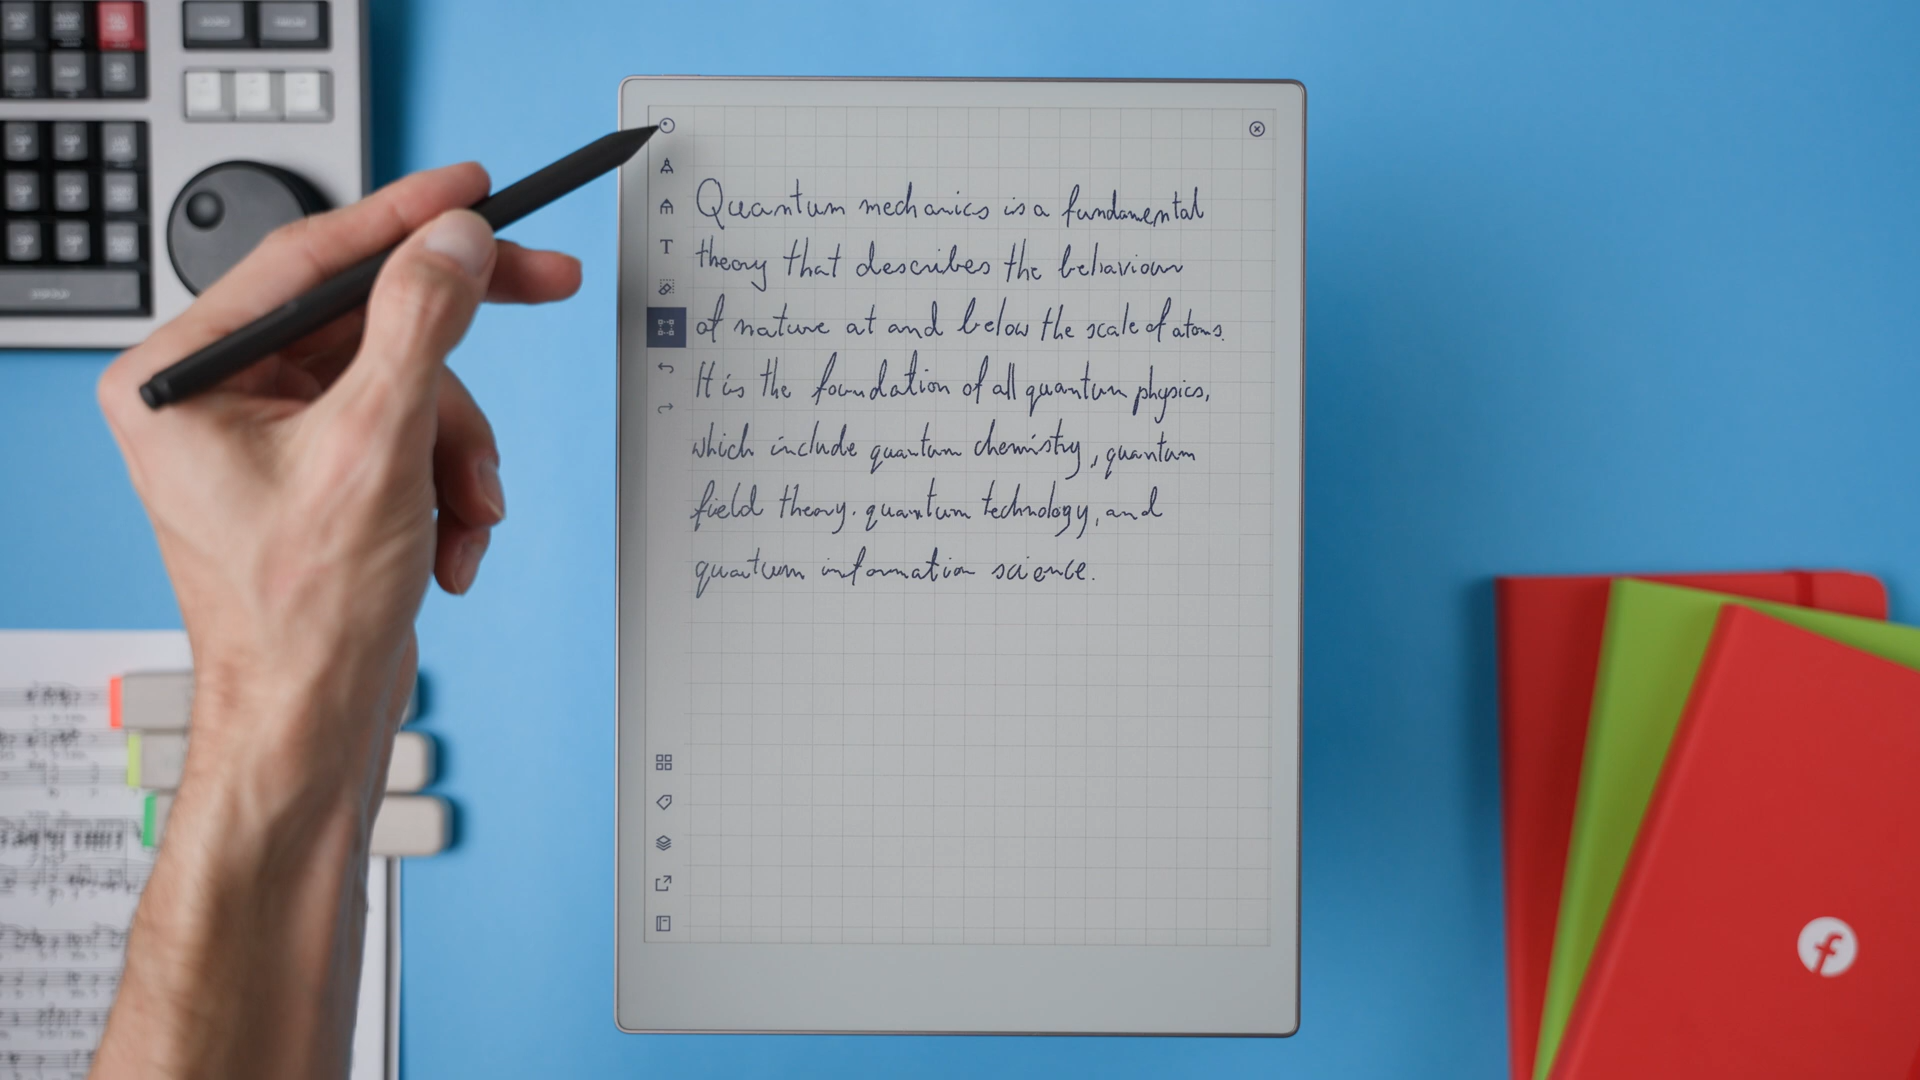 Quantum mechanics is a fundamental
theory that describes the behaviour
of nature at and below the scale of atoms.
It is the foundation of all quantum physics,
which include quantum chemistry, quantum
field theory. quantum technology, and
quantum information science.
T
f